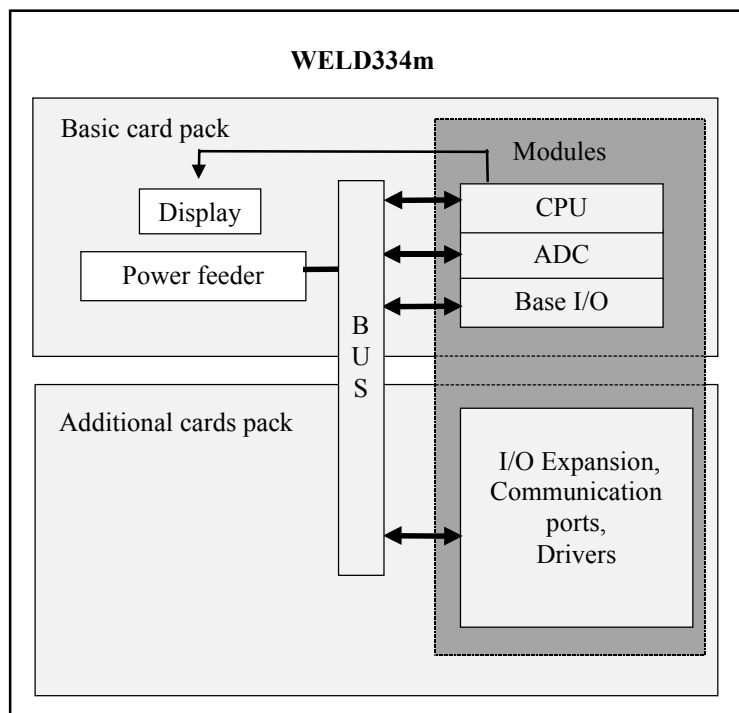 WELD334m
Basic card pack
Modules
Display
CPU
Power feeder
ADC
Base I/O
B
U
S
Additional cards pack
I/O Expansion,
Communication
ports,
Drivers